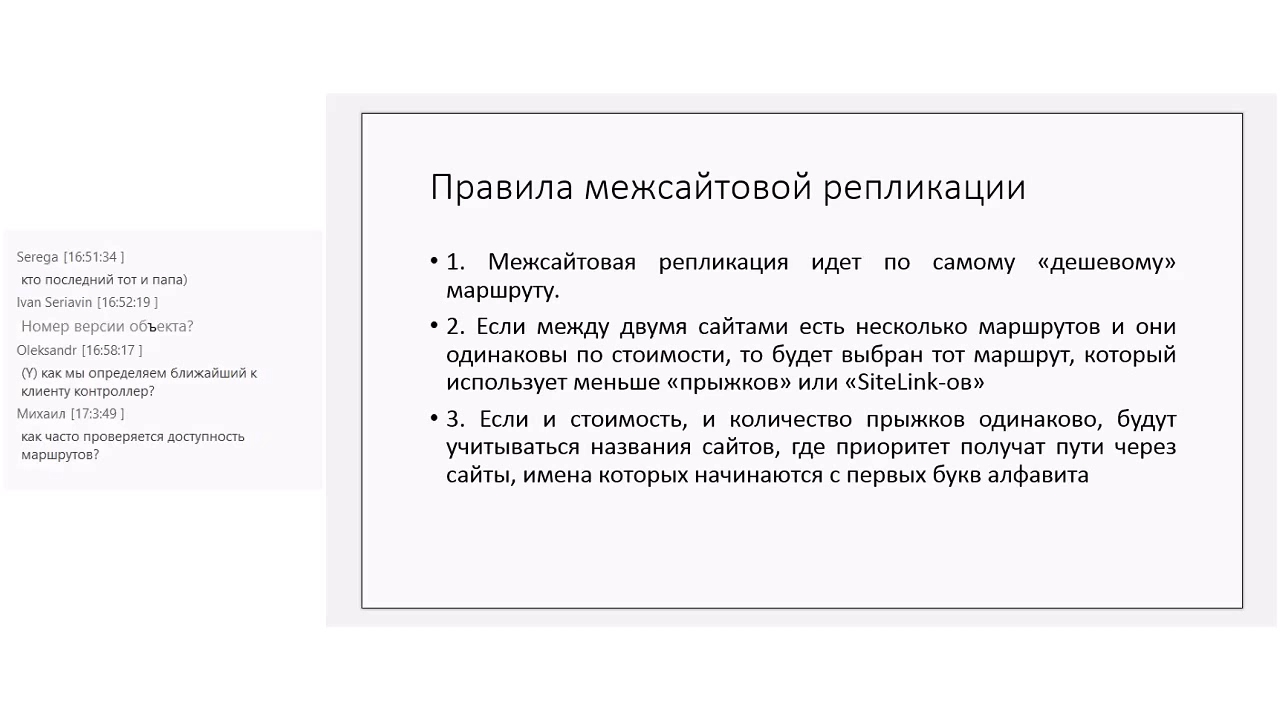 Serega [16:51:34 ]
кто последний тот и папа)
Ivan Seriavin [16:52:19 ]
Номер версии объекта?
Oleksandr [16:58:17 ]
(Y) как мы определяем ближайший к
клиенту контроллер?
Михаил [17:3:49 ]
как часто проверяется доступность
маршрутов?
Правила межсайтовой репликации
• 1. Межсайтовая репликация идет по самому «дешевому»
маршруту.
• 2. Если между двумя сайтами есть несколько маршрутов и они
одинаковы по стоимости, то будет выбран тот маршрут, который
использует меньше «прыжков» или «SiteLink-ов»
• 3. Если и стоимость, и количество прыжков одинаково, будут
учитываться названия сайтов, где приоритет получат пути через
сайты, имена которых начинаются с первых букв алфавита